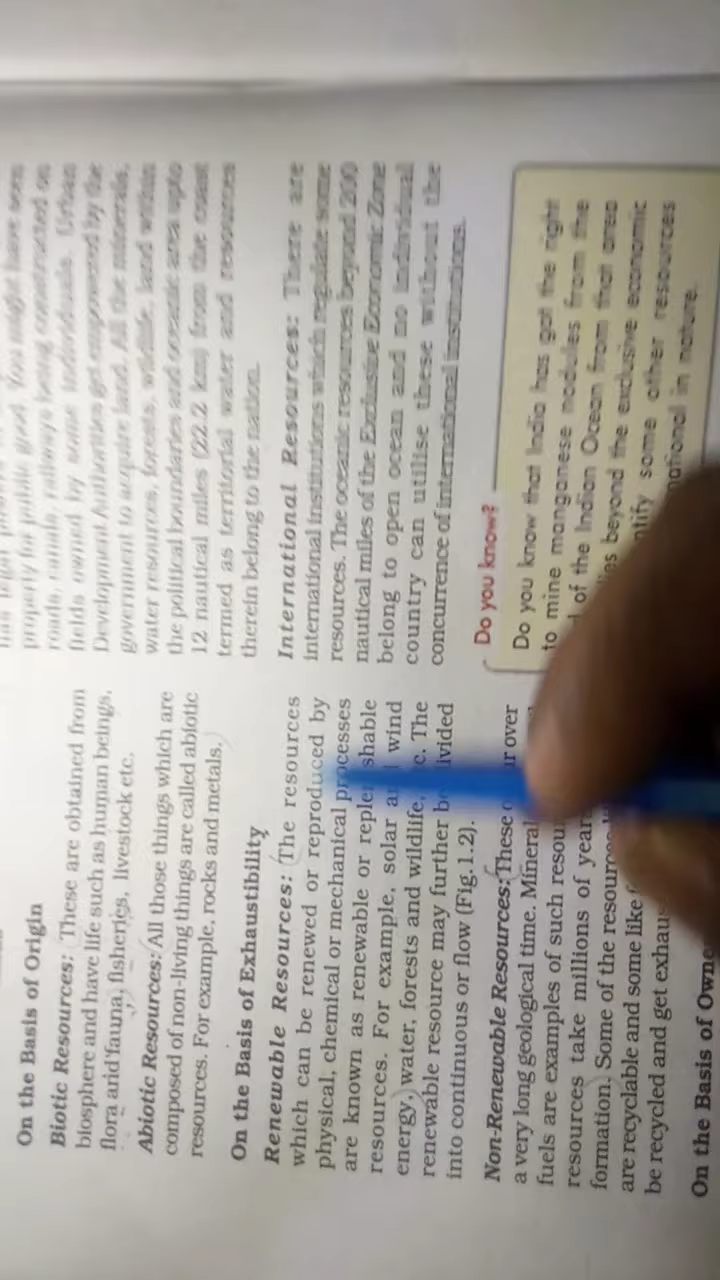 On the Basis of Origin
Biotic Resources: These are obtained from
biosphere and have life such as human beings,
flora and fauna, fisheries, livestock etc.
Abiotic Resources: All those things which are
composed of non-living things are called abiotic
resources. For example, rocks and metals.
On the Basis of Exhaustibility
Renewable Resources: The resources
which can be renewed or reproduced by
physical, chemical or mechanical processes
are known as renewable or reple shable
resources. For example, solar a wind
energy, water, forests and wildlife, c. The
renewable resource may further b ivided
into continuous or flow (Fig.1.2).
Non-Renewable Resources: These ur over
a very long geological time. Mineral
fuels are examples of such resou
resources take millions of year
formation. Some of the resources
are recyclable and some like
be recycled and get exhaus
On the Basis of Owne
property for public good. You might have seen
roads, canals, railways being constructed on
fields owned by some individuals. Urban
Development Authorities get empowered by the
government to acquire land. All the minerals,
water resources, forests, wildlife, land within
the political boundaries and oceanic area upto
12 nautical miles (22.2 km) from the coast
termed as territorial water and resources
therein belong to the nation.
International Resources: There are
international institutions which regulate some
resources. The oceanic resources beyond 200
nautical miles of the Exclusive Economic Zone
belong to open ocean and no individual
country can utilise these without the
concurrence of international institutions.
Do you know?
Do you know that India has got the right
to mine manganese nodules from the
of the Indian Ocean from that area
ies beyond the exclusive economic
ntify some other resources
national in nature.